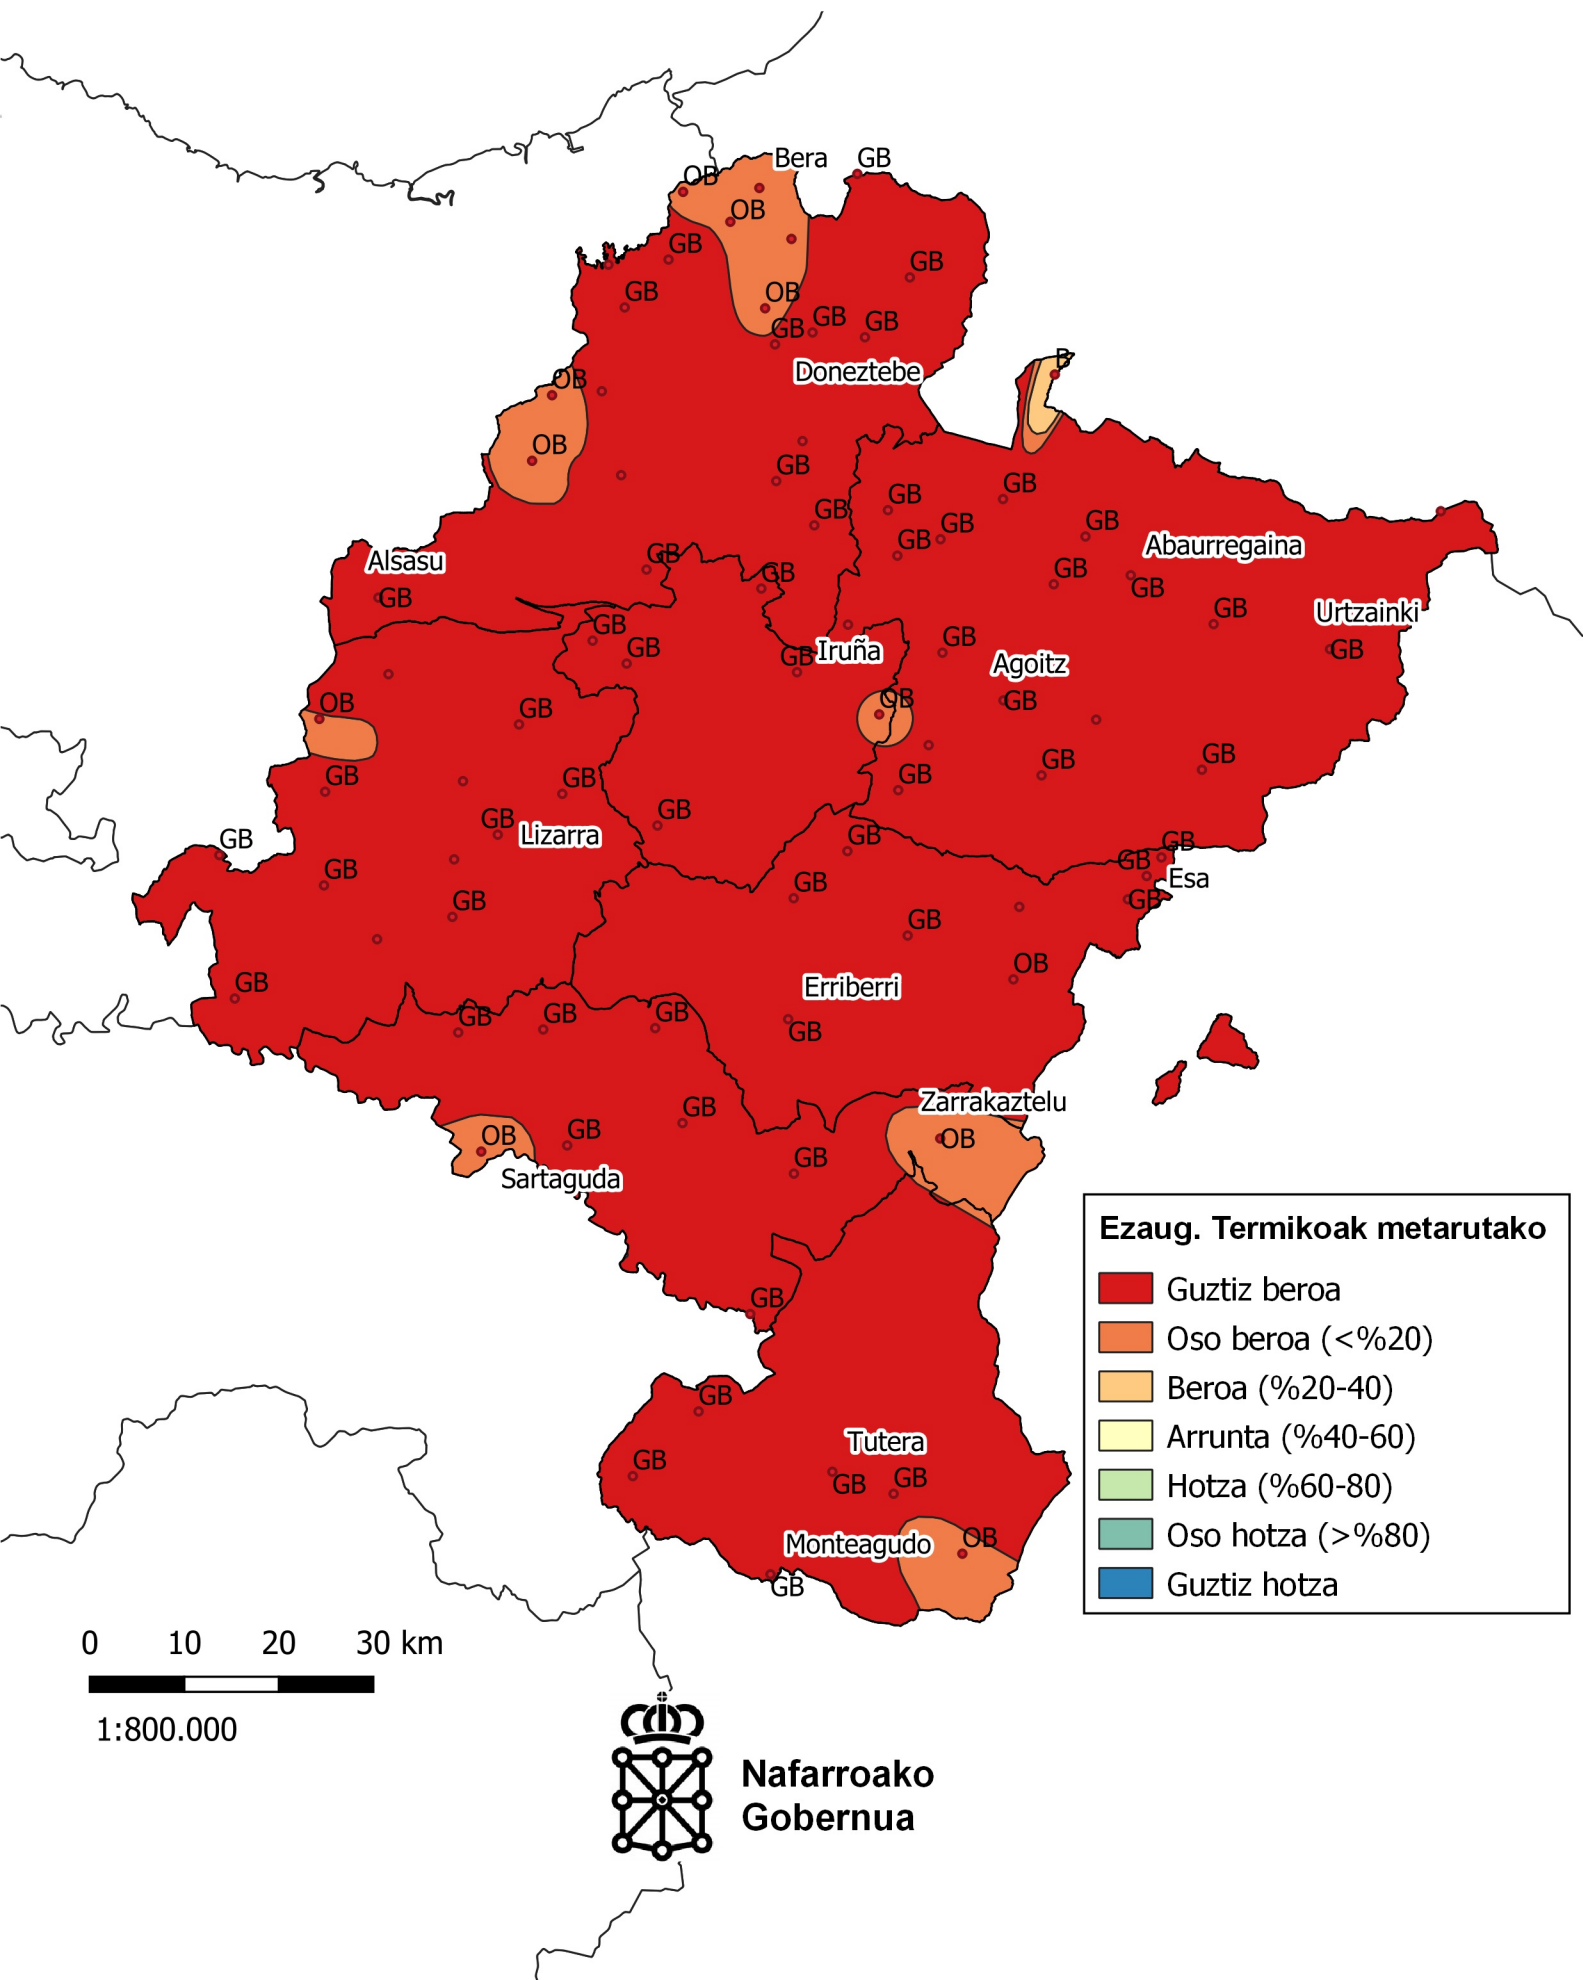 Bera GB
OB
OB
GB
GB
GB
OB
GB
GB
GB
Doneztebe
B
OB
OB
GB
GB
GB
GB
GB
GB
GB
Abaurregaina
Alsasu
GB
GB
GB
GB
GB
GB
Urtzainki
GB
GB
GB
Iruña
GB
GB
Agoitz
GB
OB
GB
OB
GB
GB
GB
GB
GB
GB
GB
GB
Lizarra
GB
GB
GB
GB
Esa
GB
GB
GB
GB
GB
OB
GB
Erriberri
GB
GB
GB
GB
Zarrakaztelu
GB
OB
GB
OB
GB
Sartaguda
GB
GB
GB
Tutera
GB
GB
Monteagudo
OB
GB
Ezaug. Termikoak metarutako
Guztiz beroa
Oso beroa (<%20)
Beroa (%20-40)
Arrunta (%40-60)
Hotza (%60-80)
Oso hotza (>%80)
Guztiz hotza
0 10 20 30 km
1:800.000
Nafarroako
Gobernua